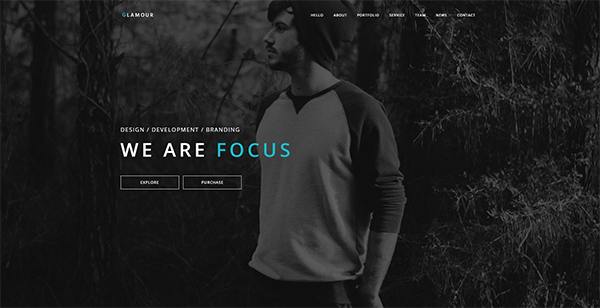 GLAMOUR
HELLO ABOUT PORTFOLIO SERVICE TEAM NEWS CONTACT
DESIGN / DEVELOPMENT / BRANDING
WE ARE FOCUS
EXPLORE PURCHASE